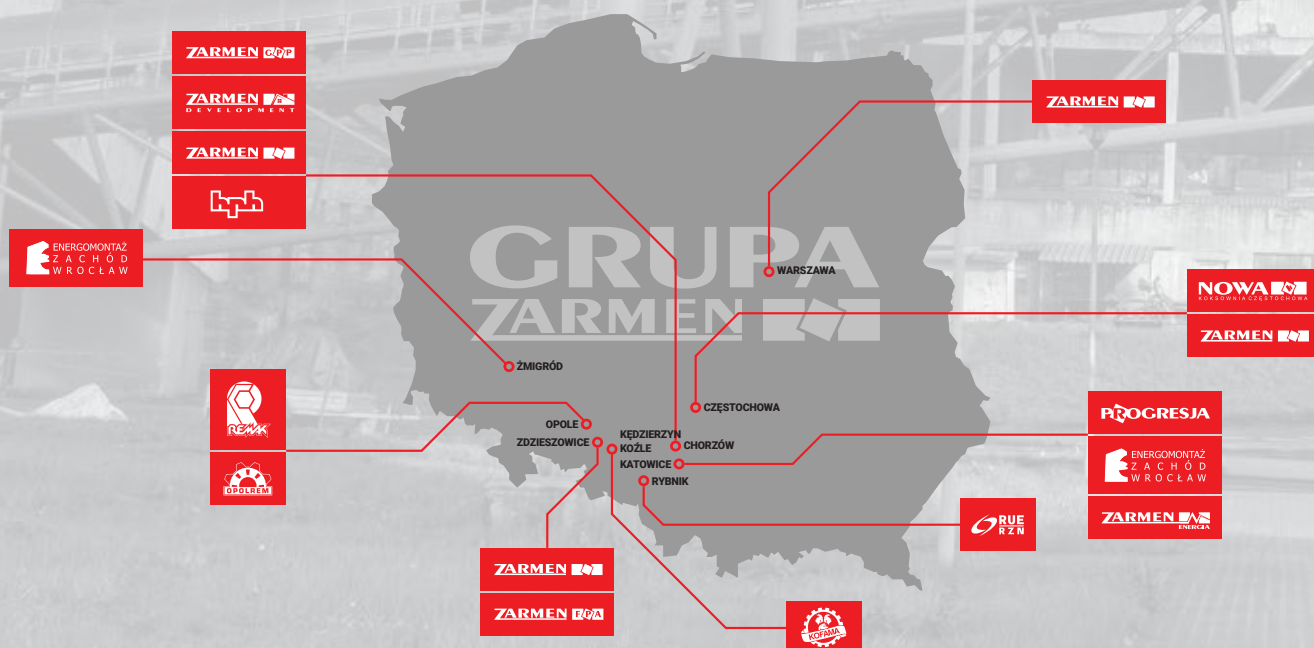 ZARMEN GPP
ZARMEN
DEVELOPMENT
ZARMEN
hph
ENERGOMONTAŻ
ZACHÓD
WROCŁAW
REMAK
OPOLREM
ZARMEN
GRUPA
ZARMEN
WARSZAWA
NOWA
KOKSOWNIA CZĘSTOCHOWA
ZARMEN
ŻMIGRÓD
CZĘSTOCHOWA
OPOLE
ZDZIESZOWICE
KĘDZIERZYN
KOŹLE
CHORZÓW
KATOWICE
RYBNIK
PROGRESJA
ENERGOMONTAŻ
ZACHÓD
WROCŁAW
ZARMEN
ENERGIA
RUE
RZN
ZARMEN
ZARMEN FPA
KOFAMA